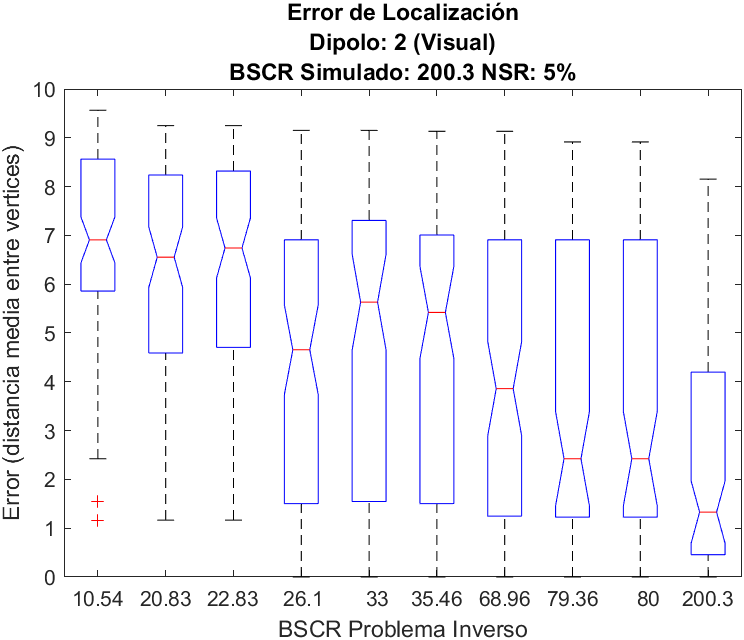 Error de Localización
Dipolo: 2 (Visual)
BSCR Simulado: 200.3 NSR: 5%
Error (distancia media entre vertices)
10
9
8
7
6
5
4
3
2
1
0
10.54 20.83 22.83 26.1 33 35.46 68.96 79.36 80 200.3
BSCR Problema Inverso